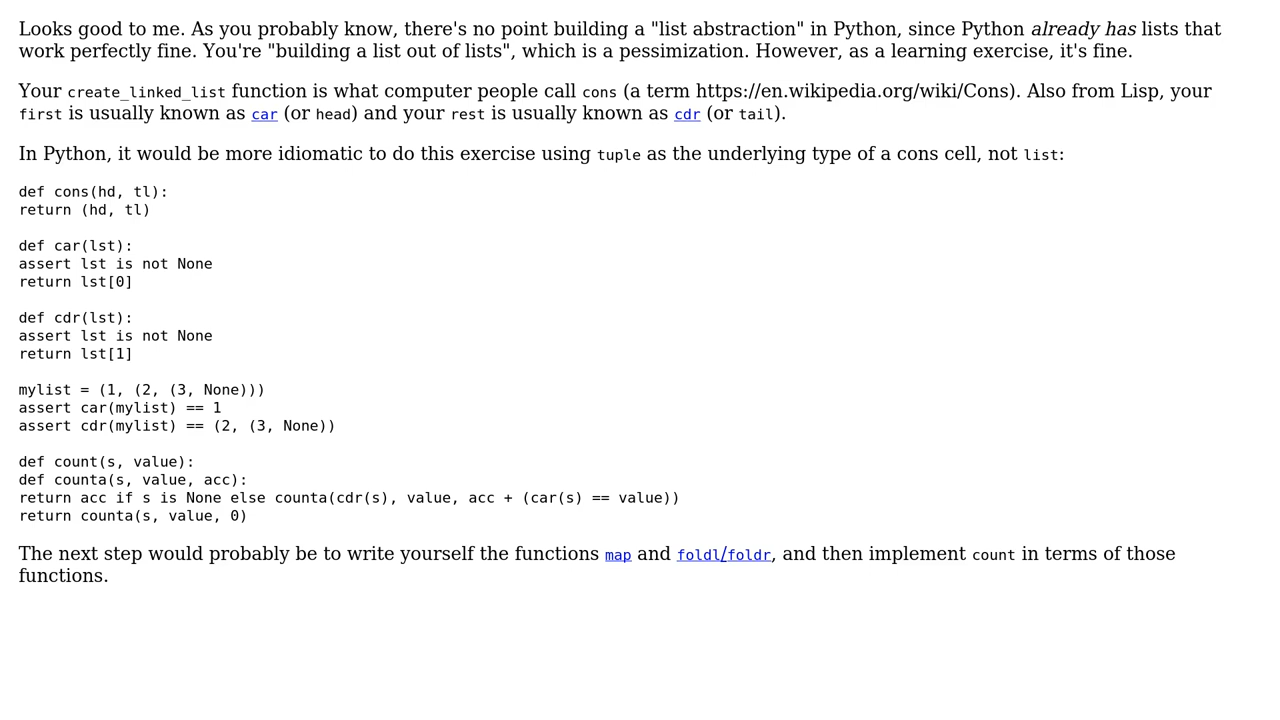 Looks good to me. As you probably know, there's no point building a "list abstraction" in Python, since Python already has lists that
work perfectly fine. You're "building a list out of lists", which is a pessimization. However, as a learning exercise, it's fine.
Your create_linked_list function is what computer people call cons (a term https://en.wikipedia.org/wiki/Cons). Also from Lisp, your
first is usually known as car (or head) and your rest is usually known as cdr (or tail).
In Python, it would be more idiomatic to do this exercise using tuple as the underlying type of a cons cell, not list:
def cons(hd, tl):
return (hd, tl)
def car(lst):
assert lst is not None
return lst[0]
def cdr(lst):
assert lst is not None
return lst[1]
mylist = (1, (2, (3, None)))
assert car(mylist) == 1
assert cdr(mylist) == (2, (3, None))
def count(s, value):
def counta(s, value, acc):
return acc if s is None else counta(cdr(s), value, acc + (car(s) == value))
return counta(s, value, 0)
The next step would probably be to write yourself the functions map and foldl/foldr, and then implement count in terms of those
functions.